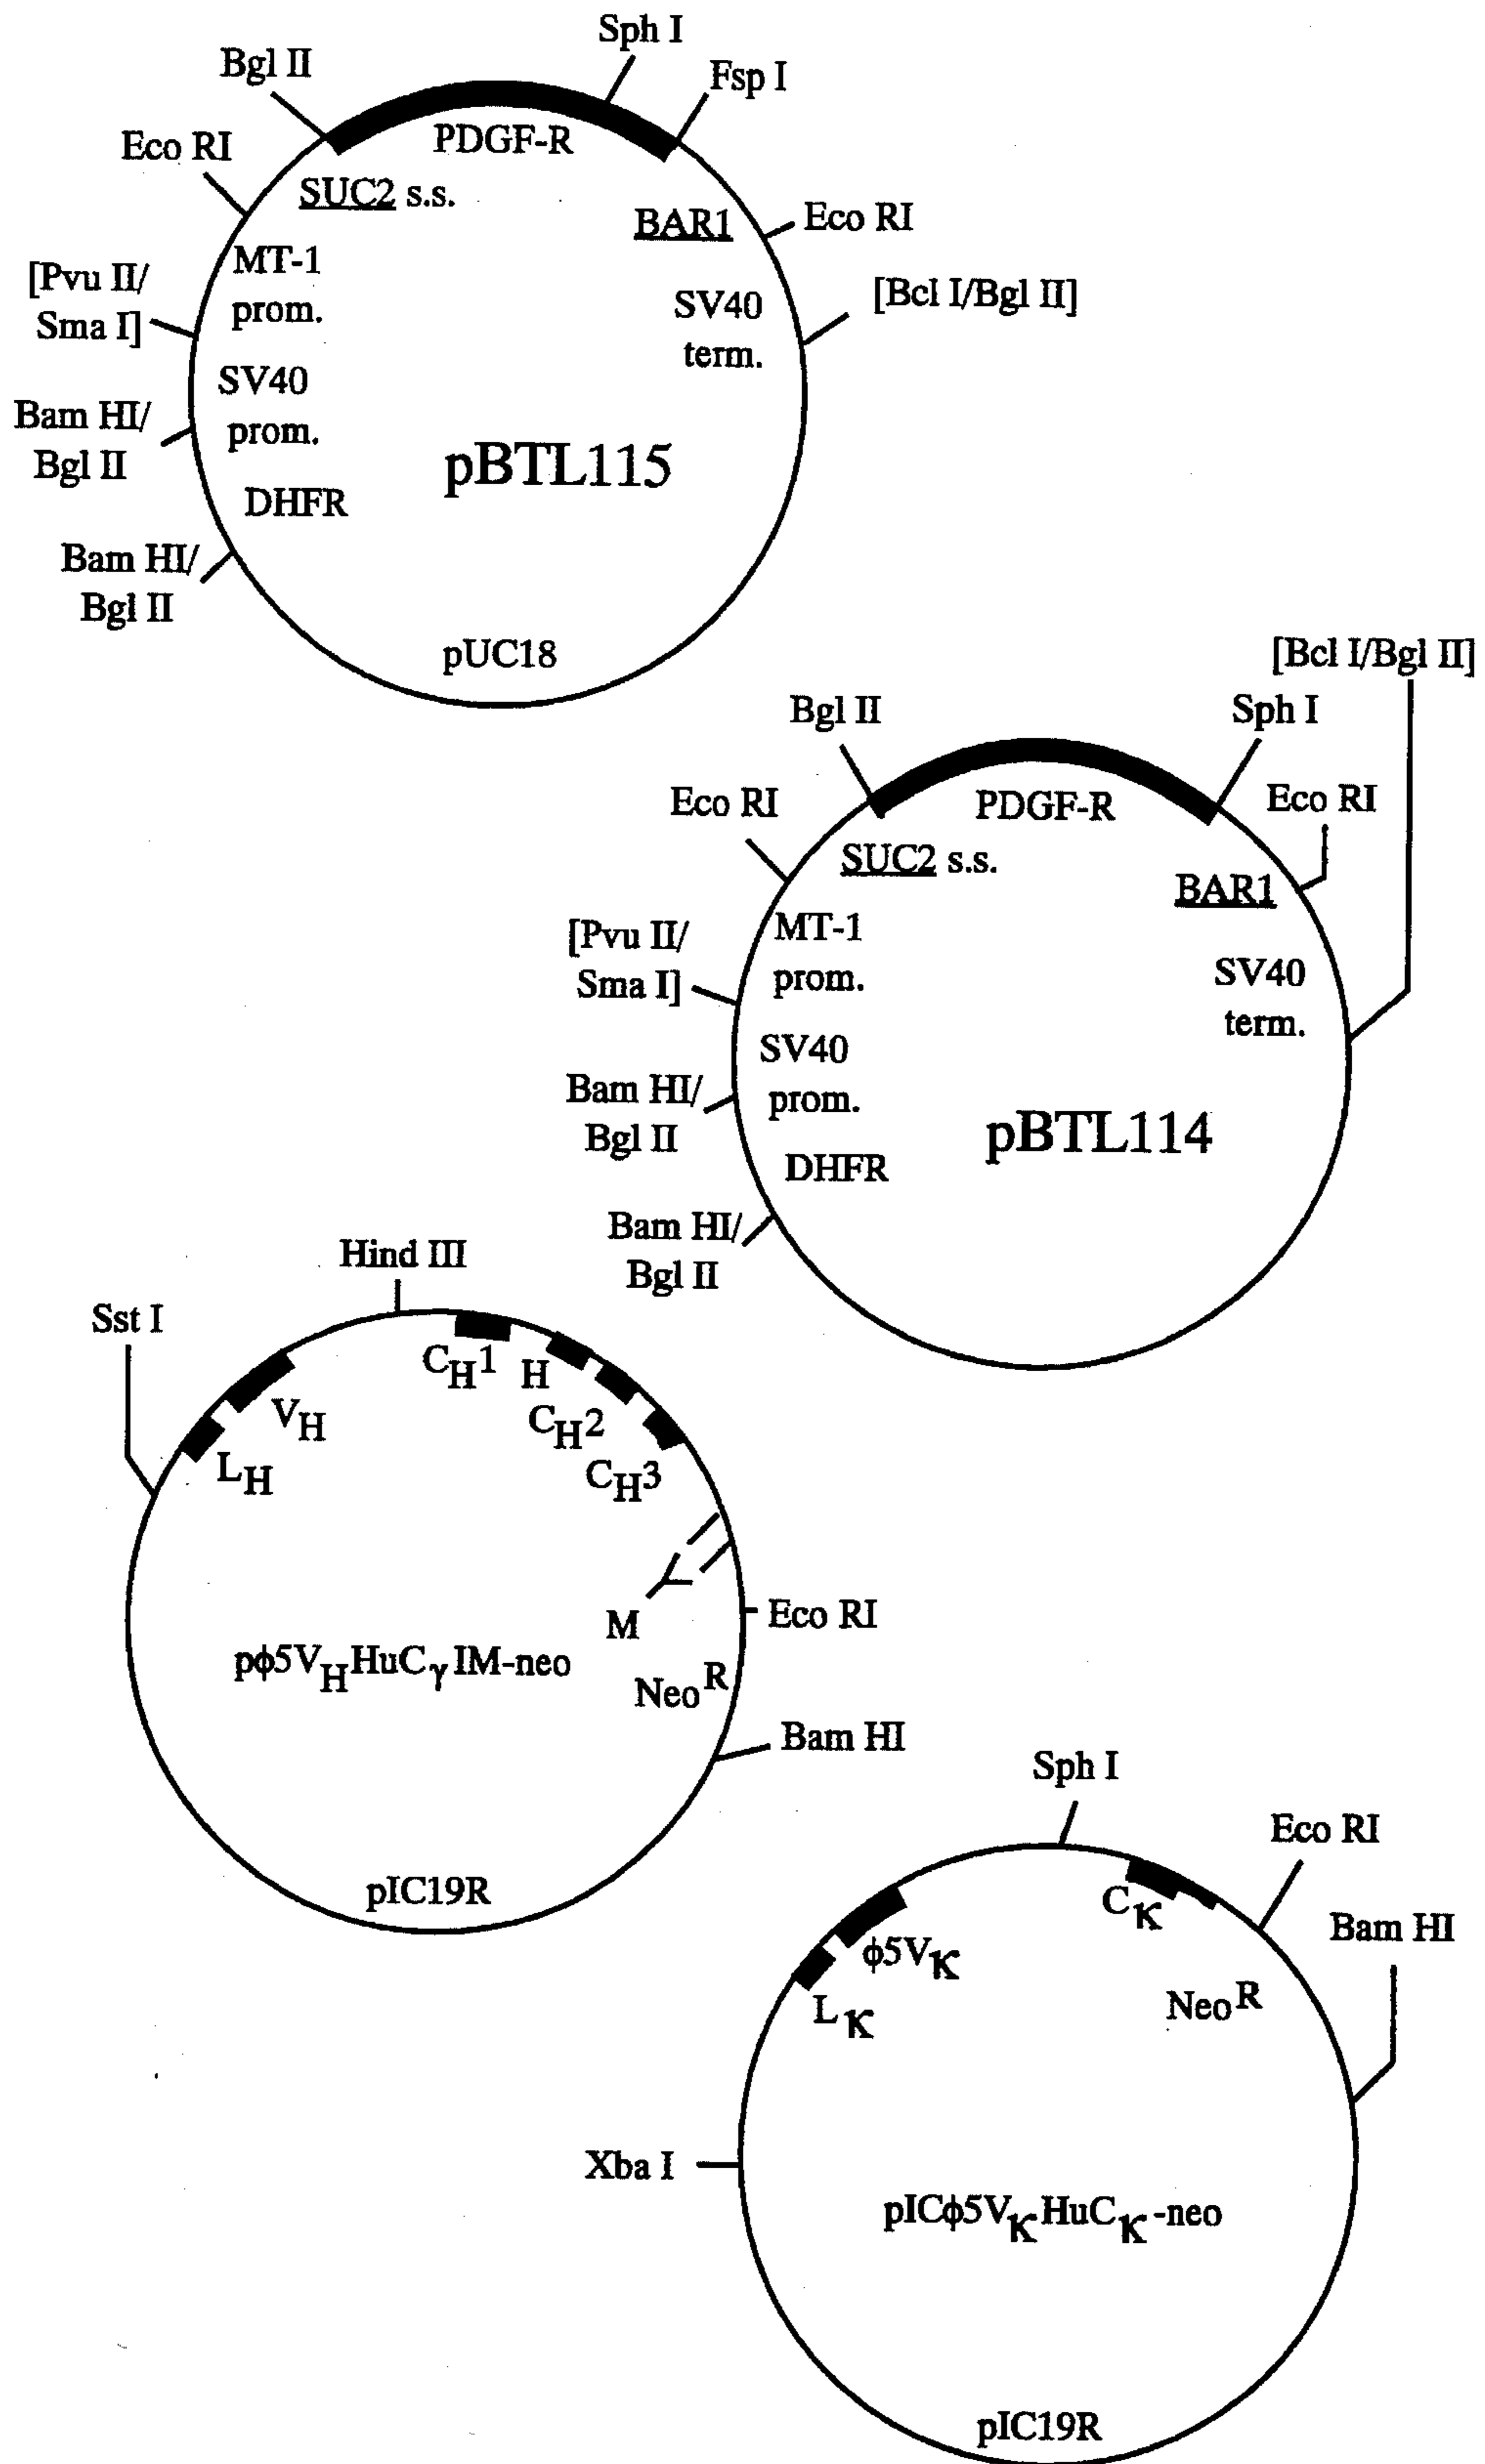 Sph I
Bgl II
Fsp I
PDGF-R
Eco RI
SUC2 s.s.
BAR1
Eco RI
MT-1
prom.
[Pvu II/
Sma I]
SV40
term.
[Bcl I/Bgl II]
SV40
prom.
Bam HI/
Bgl II
pBTL115
DHFR
Bam HI/
Bgl II
pUC18
[Bcl I/Bgl II]
Bgl II
Sph I
Eco RI
PDGF-R
Eco RI
SUC2 s.s.
BAR1
MT-1
prom.
[Pvu II/
Sma I]
SV40
term.
SV40
prom.
Bam HI/
Bgl II
pBTL114
DHFR
Bam HI/
Bgl II
Hind III
Sst I
CH1
H
VH
CH2
LH
CH3
M
Eco RI
pϕ5VHHuCγIM-neo
NeoR
Bam HI
pIC19R
Sph I
Eco RI
Cκ
Bam HI
ϕ5Vκ
Lκ
NeoR
Xba I
pICϕ5VκHuCκ-neo
pIC19R